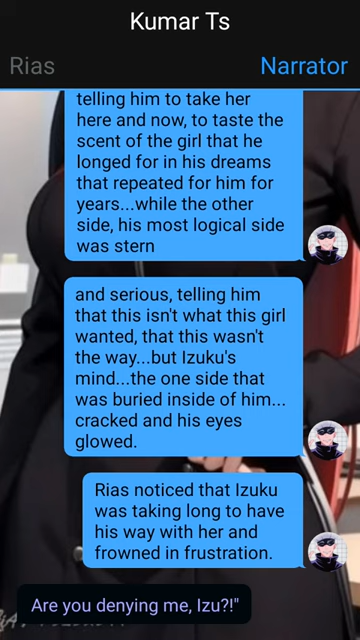 Kumar Ts
Rias
Narrator
telling him to take her
here and now, to taste the
scent of the girl that he
longed for in his dreams
that repeated for him for
years...while the other
side, his most logical side
was stern
and serious, telling him
that this isn't what this girl
wanted, that this wasn't
the way...but Izuku's
mind...the one side that
was buried inside of him...
cracked and his eyes
glowed.
Rias noticed that Izuku
was taking long to have
his way with her and
frowned in frustration.
Are you denying me, Izu?!"